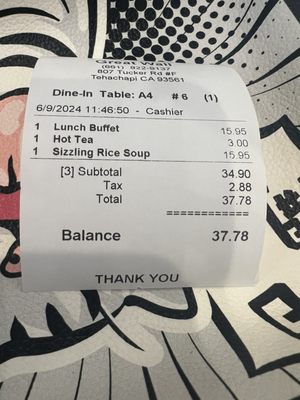 Great Wall
(661) 822-9137
807 Tucker Rd #F
Tehachapi CA 93561
Dine-In Table: A4 # 6 (1)
6/9/2024 11:46:50 - Cashier
1 Lunch Buffet 15.95
1 Hot Tea 3.00
1 Sizzling Rice Soup 15.95
[3] Subtotal 34.90
Tax 2.88
Total 37.78
============
Balance 37.78
THANK YOU